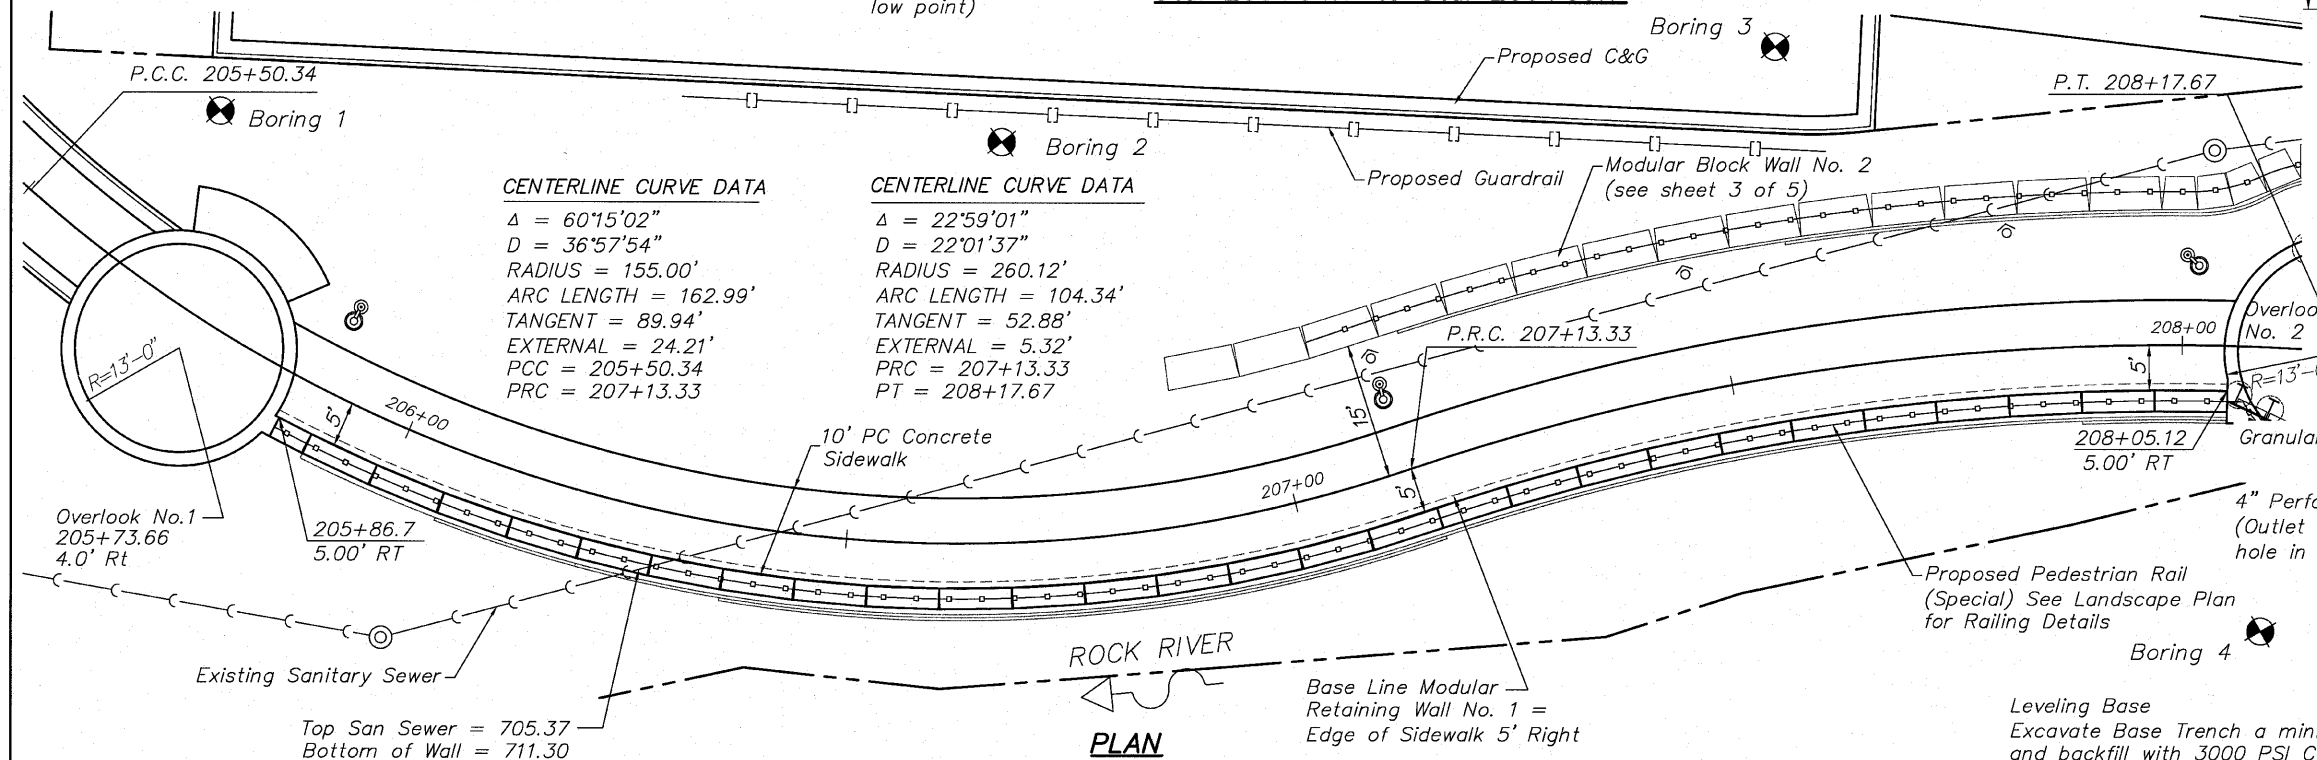 low point)
Boring 3
Proposed C&G
P.C.C. 205+50.34
P.T. 208+17.67
Boring 1
Boring 2
Modular Block Wall No. 2
(see sheet 3 of 5)
Proposed Guardrail
CENTERLINE CURVE DATA
Δ = 60°15'02"
D = 36°57'54"
RADIUS = 155.00'
ARC LENGTH = 162.99'
TANGENT = 89.94'
EXTERNAL = 24.21'
PCC = 205+50.34
PRC = 207+13.33
CENTERLINE CURVE DATA
Δ = 22°59'01"
D = 22°01'37"
RADIUS = 260.12'
ARC LENGTH = 104.34'
TANGENT = 52.88'
EXTERNAL = 5.32'
PRC = 207+13.33
PT = 208+17.67
R=13'-0"
P.R.C. 207+13.33
208+00
Overloo
No. 2
R=13'-0
5'
206+00
5'
15'
10' PC Concrete
Sidewalk
207+00
5'
208+05.12
5.00' RT
Granular
Overlook No.1
205+73.66
4.0' Rt
205+86.7
5.00' RT
4" Perfo
(Outlet
hole in
Proposed Pedestrian Rail
(Special) See Landscape Plan
for Railing Details
Boring 4
ROCK RIVER
Existing Sanitary Sewer
Base Line Modular
Retaining Wall No. 1 =
Edge of Sidewalk 5' Right
Top San Sewer = 705.37
Bottom of Wall = 711.30
PLAN
Leveling Base
Excavate Base Trench a min
and backfill with 3000 PSI C